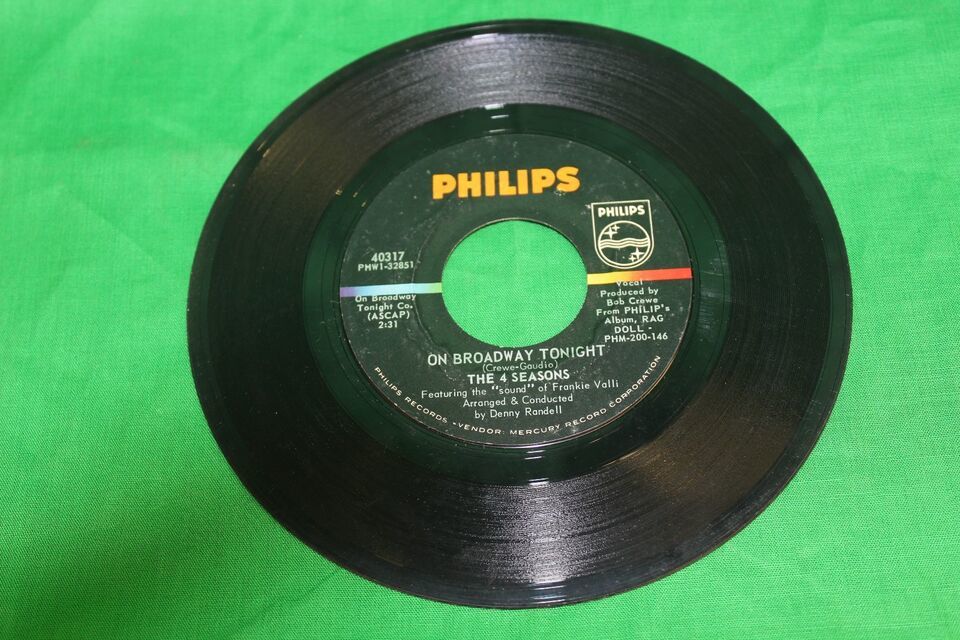 PHILIPS
PHILIPS
40317
PMW1-32851
On Broadway
Tonight Co.
(ASCAP)
2:31
Vocal
Produced by
Bob Crewe
From PHILIP's
Album, RAG
DOLL -
PHM-200-146
ON BROADWAY TONIGHT
(Crewe-Gaudio)
THE 4 SEASONS
Featuring the "sound" of Frankie Valli
Arranged & Conducted
by Denny Randell
PHILIPS RECORDS •VENDOR: MERCURY RECORD CORPORATION